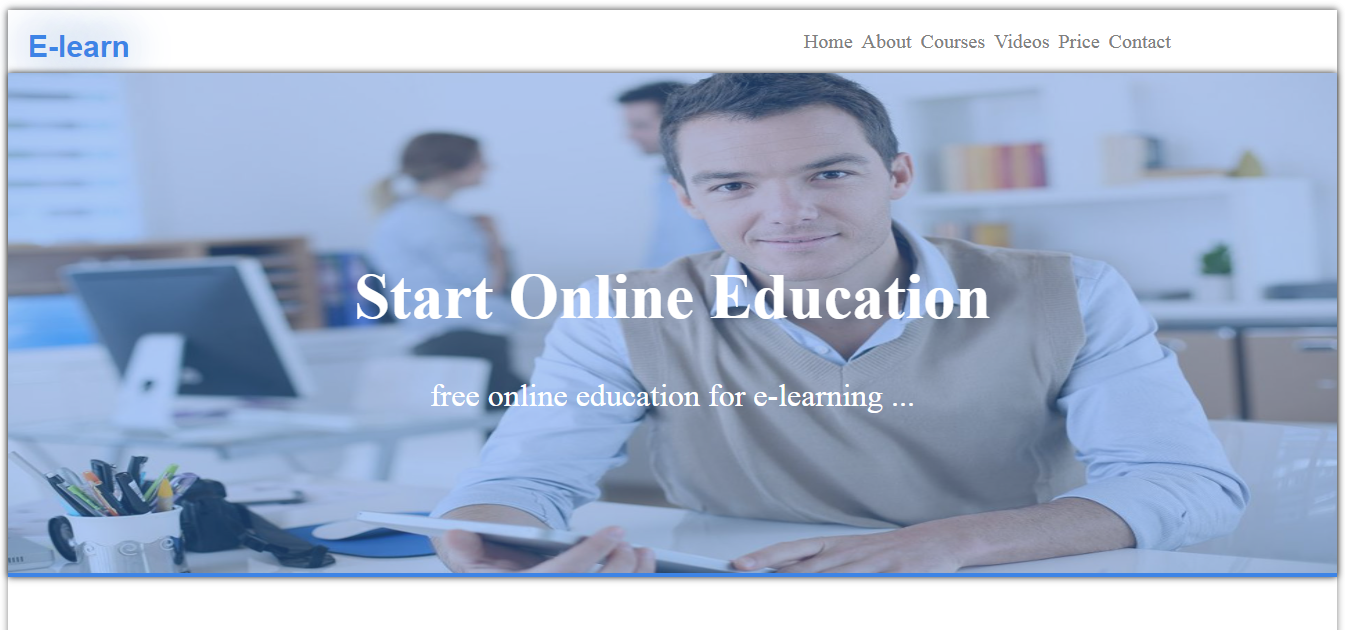 E-learn
Home About Courses Videos Price Contact
Start Online Education
free online education for e-learning ...